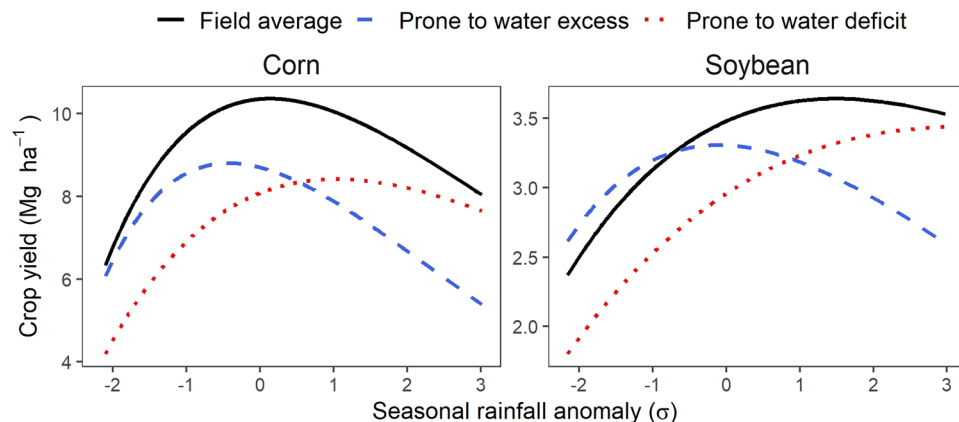 Field average Prone to water excess Prone to water deficit
Corn Soybean
Crop yield (Mg ha⁻¹)
10
8
6
4
-2 -1 0 1 2 3
3.5
3.0
2.5
2.0
-2 -1 0 1 2 3
Seasonal rainfall anomaly (σ)